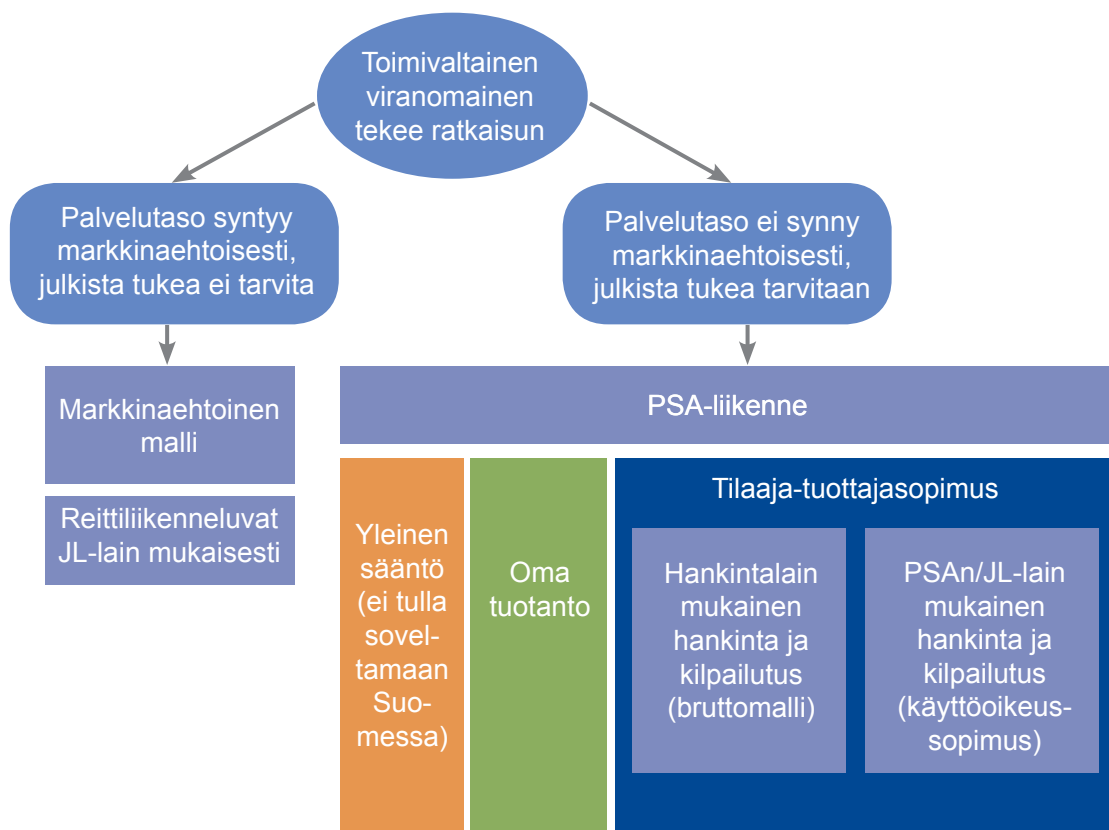 Toimivaltainen
viranomainen
tekee ratkaisun
Palvelutaso syntyy
markkinaehtoisesti,
julkista tukea ei tarvita
Palvelutaso ei synny
markkinaehtoisesti,
julkista tukea tarvitaan
Markkinaehtoinen
malli
Reittiliikenneluvat
JL-lain mukaisesti
PSA-liikenne
Yleinen
sääntö
(ei tulla
sovel-
tamaan
Suo-
messa)
Oma
tuotanto
Tilaaja-tuottajasopimus
Hankintalain
mukainen
hankinta ja
kilpailutus
(bruttomalli)
PSAn/JL-lain
mukainen
hankinta ja
kilpailutus
(käyttöoikeus-
sopimus)